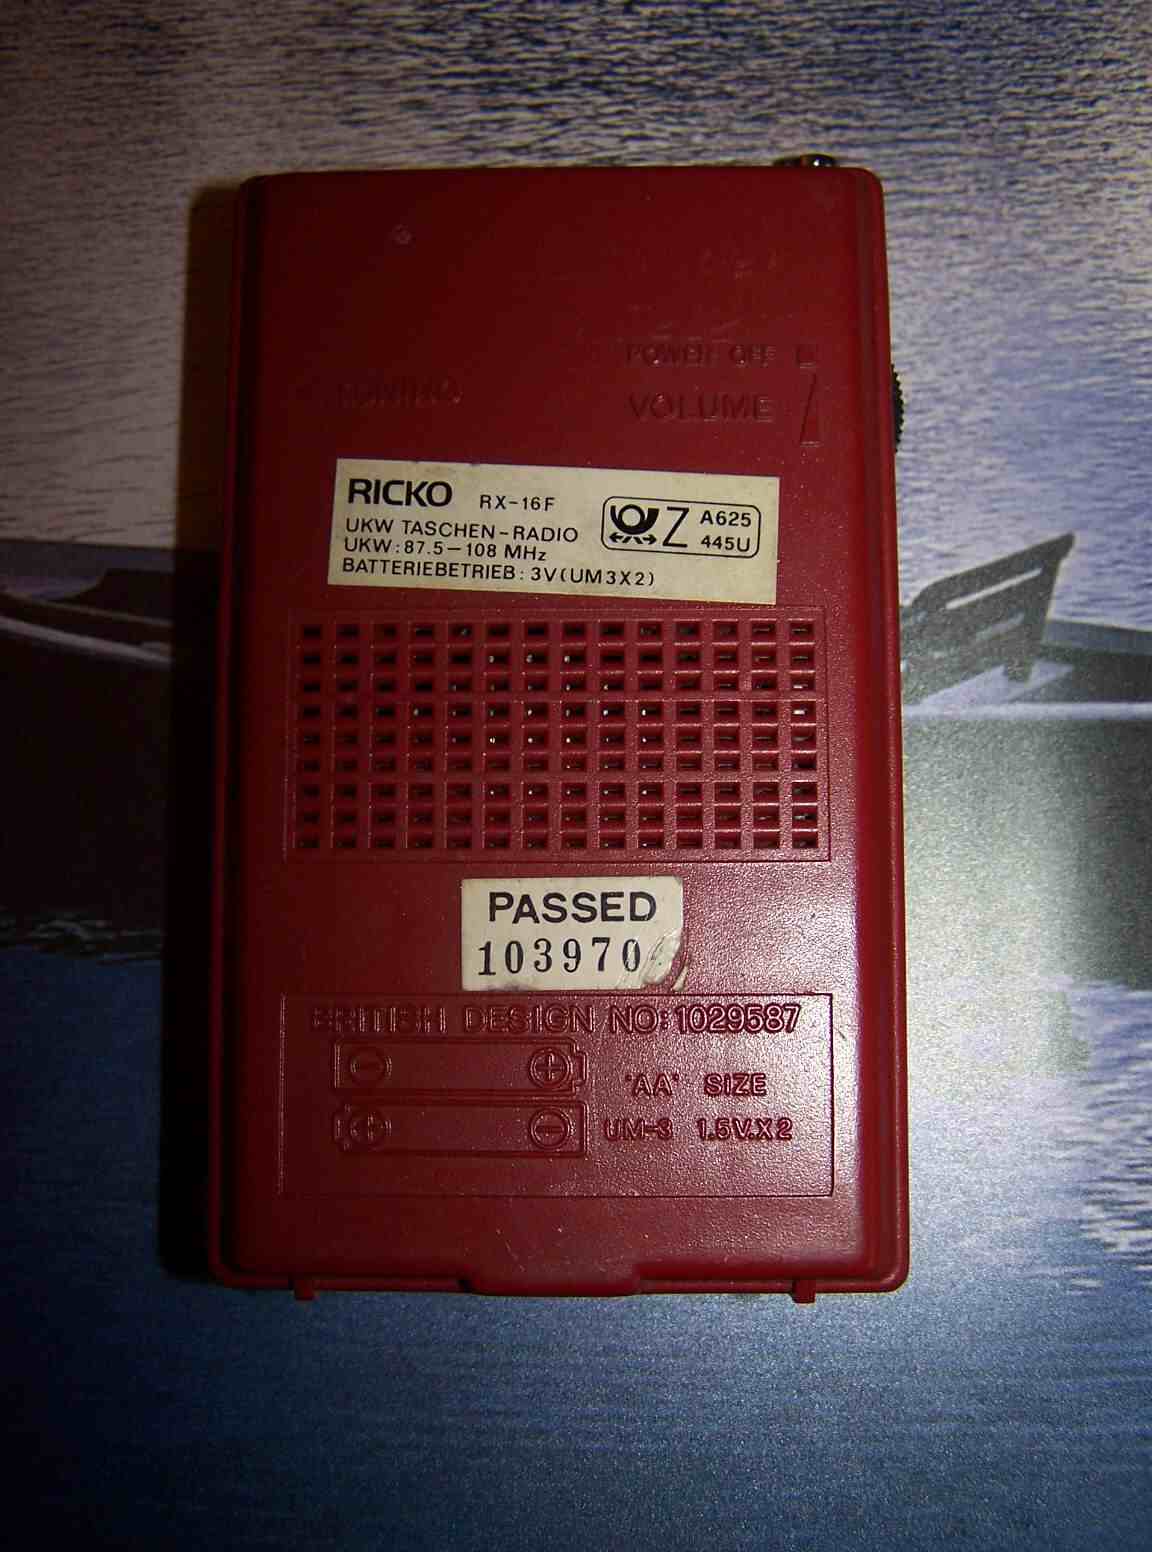 POWER OFF
TUNING
VOLUME
RICKO RX-16F
UKW TASCHEN-RADIO
UKW: 87.5-108 MHz
BATTERIEBETRIEB: 3V(UM3X2)
Z A625
445U
PASSED
103970
BRITISH DESIGN NO:1029587
"AA" SIZE
UM-3 1.5V.X2